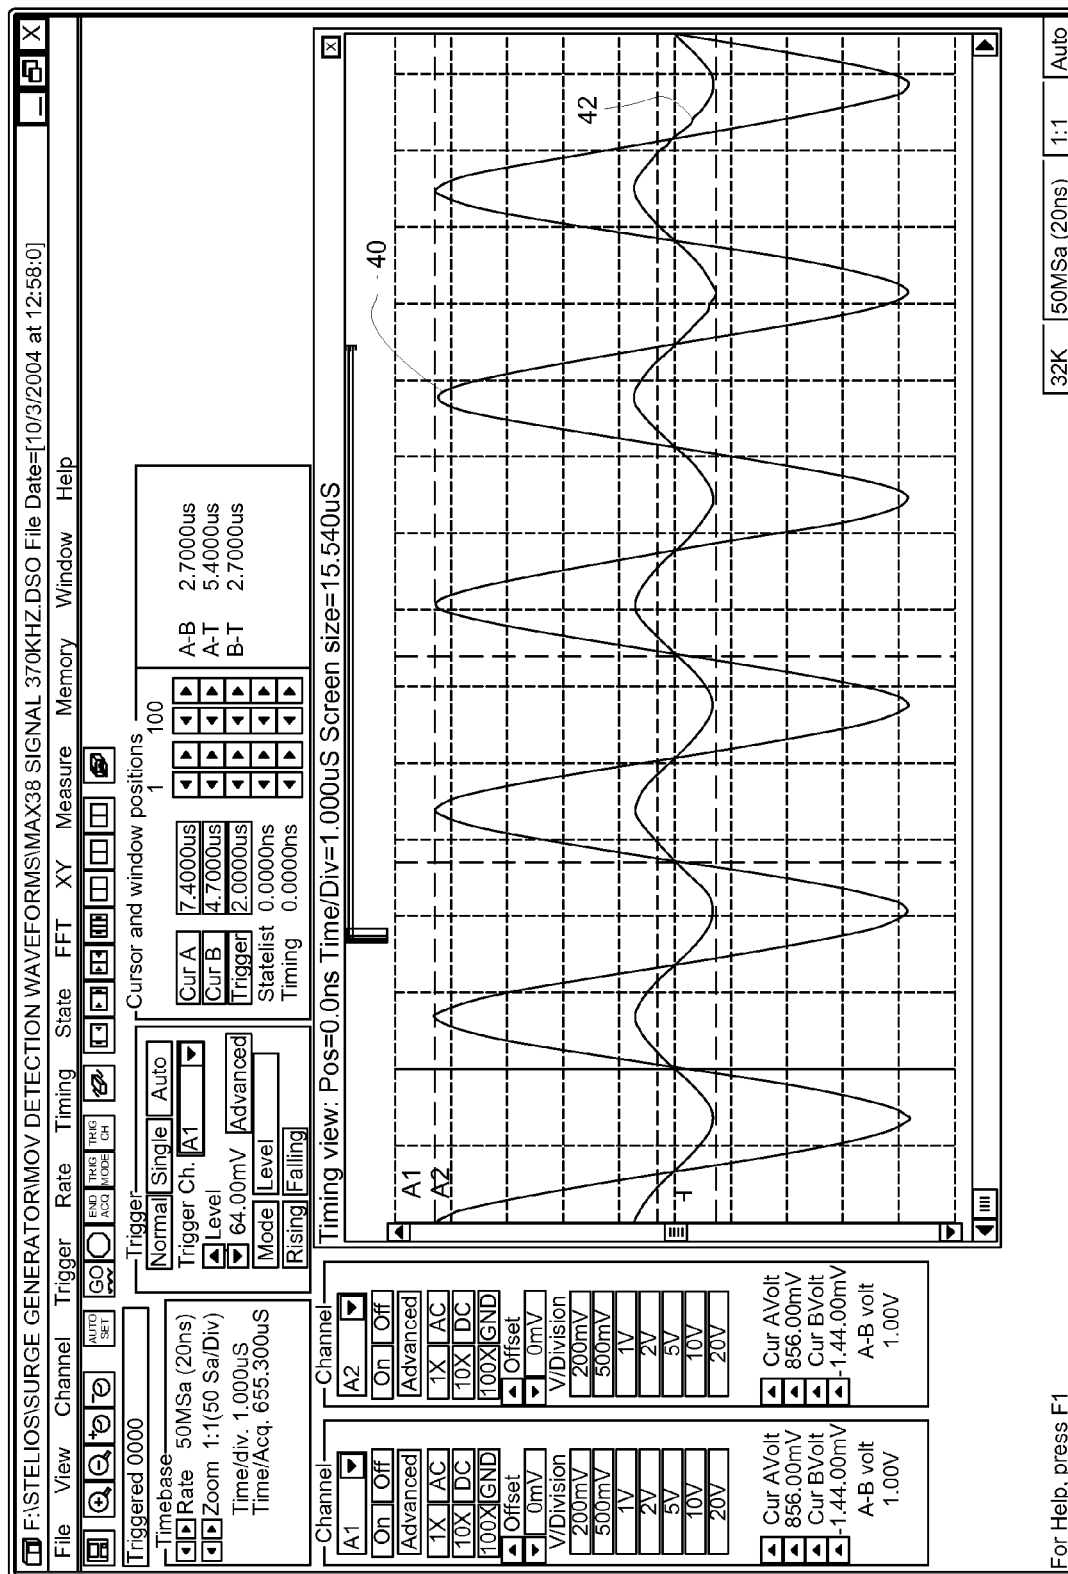 F:\STELIOS\SURGE GENERATOR\MOV DETECTION WAVEFORMS\MAX38 SIGNAL 370KHZ.DSO File Date=[10/3/2004 at 12:58:0]
File View Channel Trigger Rate Timing State FFT XY Measure Memory Window Help
AUTO SET
GO
END ACQ
TRIG MODE
TRIG CH
Triggered 0000
Timebase
Rate 50MSa (20ns)
Zoom 1:1(50 Sa/Div)
Time/div. 1.000uS
Time/Acq. 655.300uS
Trigger
Normal Single Auto
Trigger Ch. A1
Level
64.00mV Advanced
Mode Level
Rising Falling
Cursor and window positions
1 100
Cur A 7.4000us
Cur B 4.7000us
Trigger 2.0000us
Statelist 0.0000ns
Timing 0.0000ns
A-B 2.7000us
A-T 5.4000us
B-T 2.7000us
Channel
A1
On Off
Advanced
1X AC
10X DC
100X GND
Offset
0mV
V/Division
200mV
500mV
1V
2V
5V
10V
20V
Cur AVolt
856.00mV
Cur BVolt
-1.44.00mV
A-B volt
1.00V
Channel
A2
On Off
Advanced
1X AC
10X DC
100X GND
Offset
0mV
V/Division
200mV
500mV
1V
2V
5V
10V
20V
Cur AVolt
856.00mV
Cur BVolt
-1.44.00mV
A-B volt
1.00V
Timing view: Pos=0.0ns Time/Div=1.000uS Screen size=15.540uS
X
A1
A2
T
40
42
For Help, press F1
32K 50MSa (20ns) 1:1 Auto